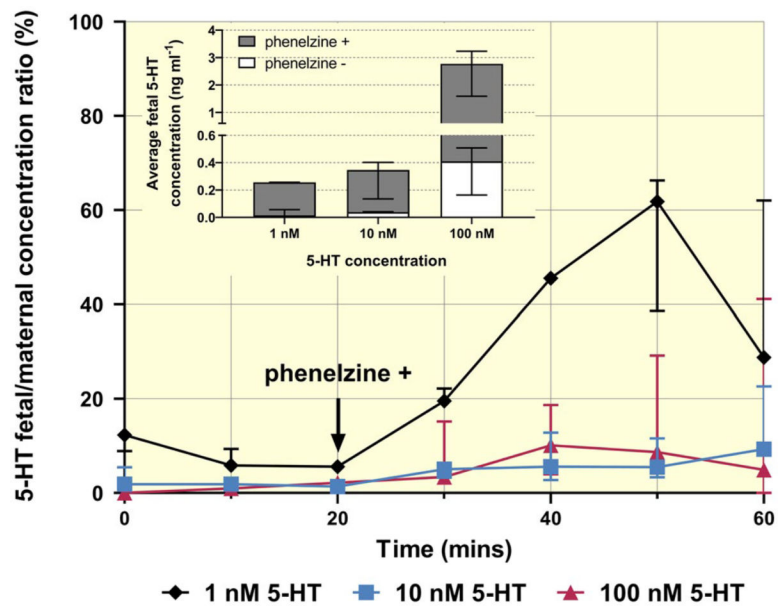 5-HT fetal/maternal concentration ratio (%)
100
80
60
40
20
0
Average fetal 5-HT
concentration (ng ml⁻¹)
4
3
2
1
0.6
0.4
0.2
0.0
phenelzine +
phenelzine -
1 nM 10 nM 100 nM
5-HT concentration
phenelzine +
0 20 40 60
Time (mins)
1 nM 5-HT 10 nM 5-HT 100 nM 5-HT